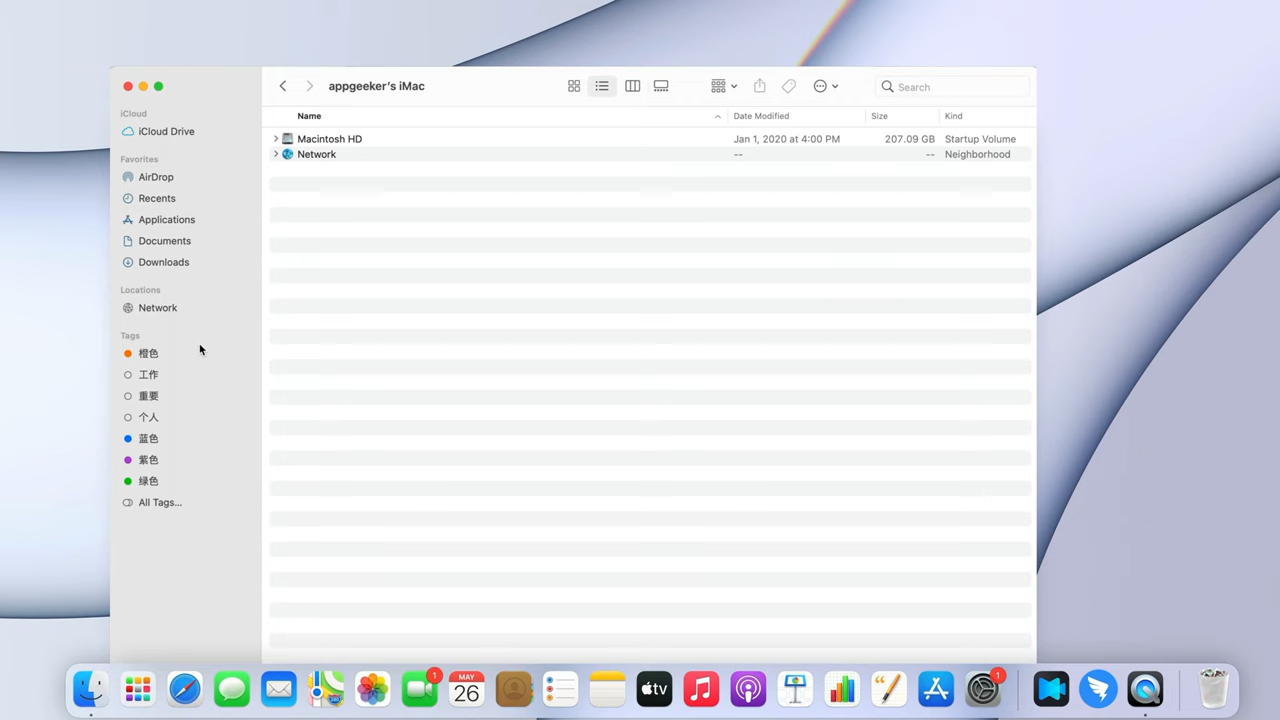 appgeeker's iMac
Search
iCloud
iCloud Drive
Favorites
AirDrop
Recents
Applications
Documents
Downloads
Locations
Network
Tags
橙色
工作
重要
个人
蓝色
紫色
绿色
All Tags...
Name Date Modified Size Kind
Macintosh HD Jan 1, 2020 at 4:00 PM 207.09 GB Startup Volume
Network -- -- Neighborhood
1
MAY
26
tv
1